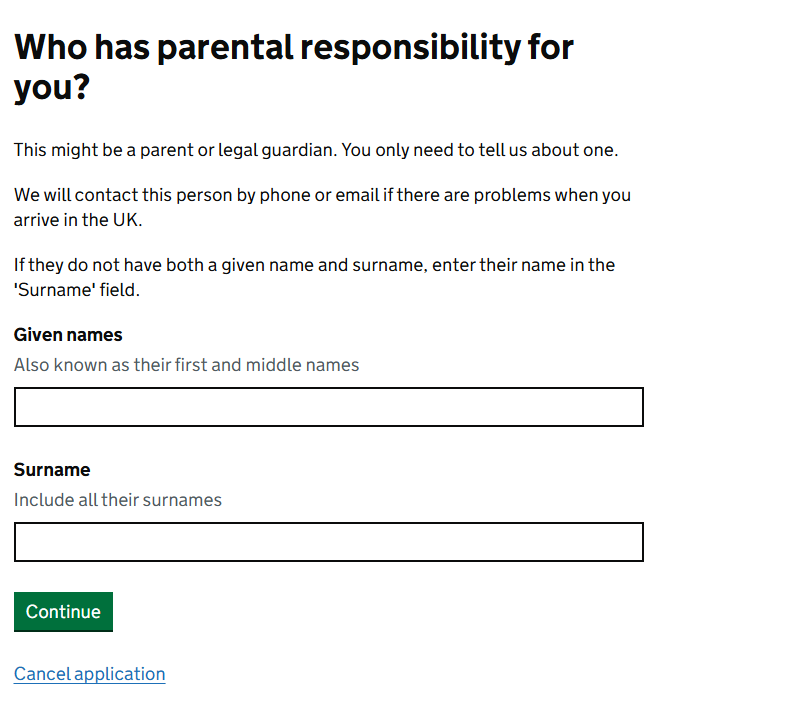 Who has parental responsibility for
you?
This might be a parent or legal guardian. You only need to tell us about one.
We will contact this person by phone or email if there are problems when you
arrive in the UK.
If they do not have both a given name and surname, enter their name in the
'Surname' field.
Given names
Also known as their first and middle names
Surname
Include all their surnames
Continue
Cancel application